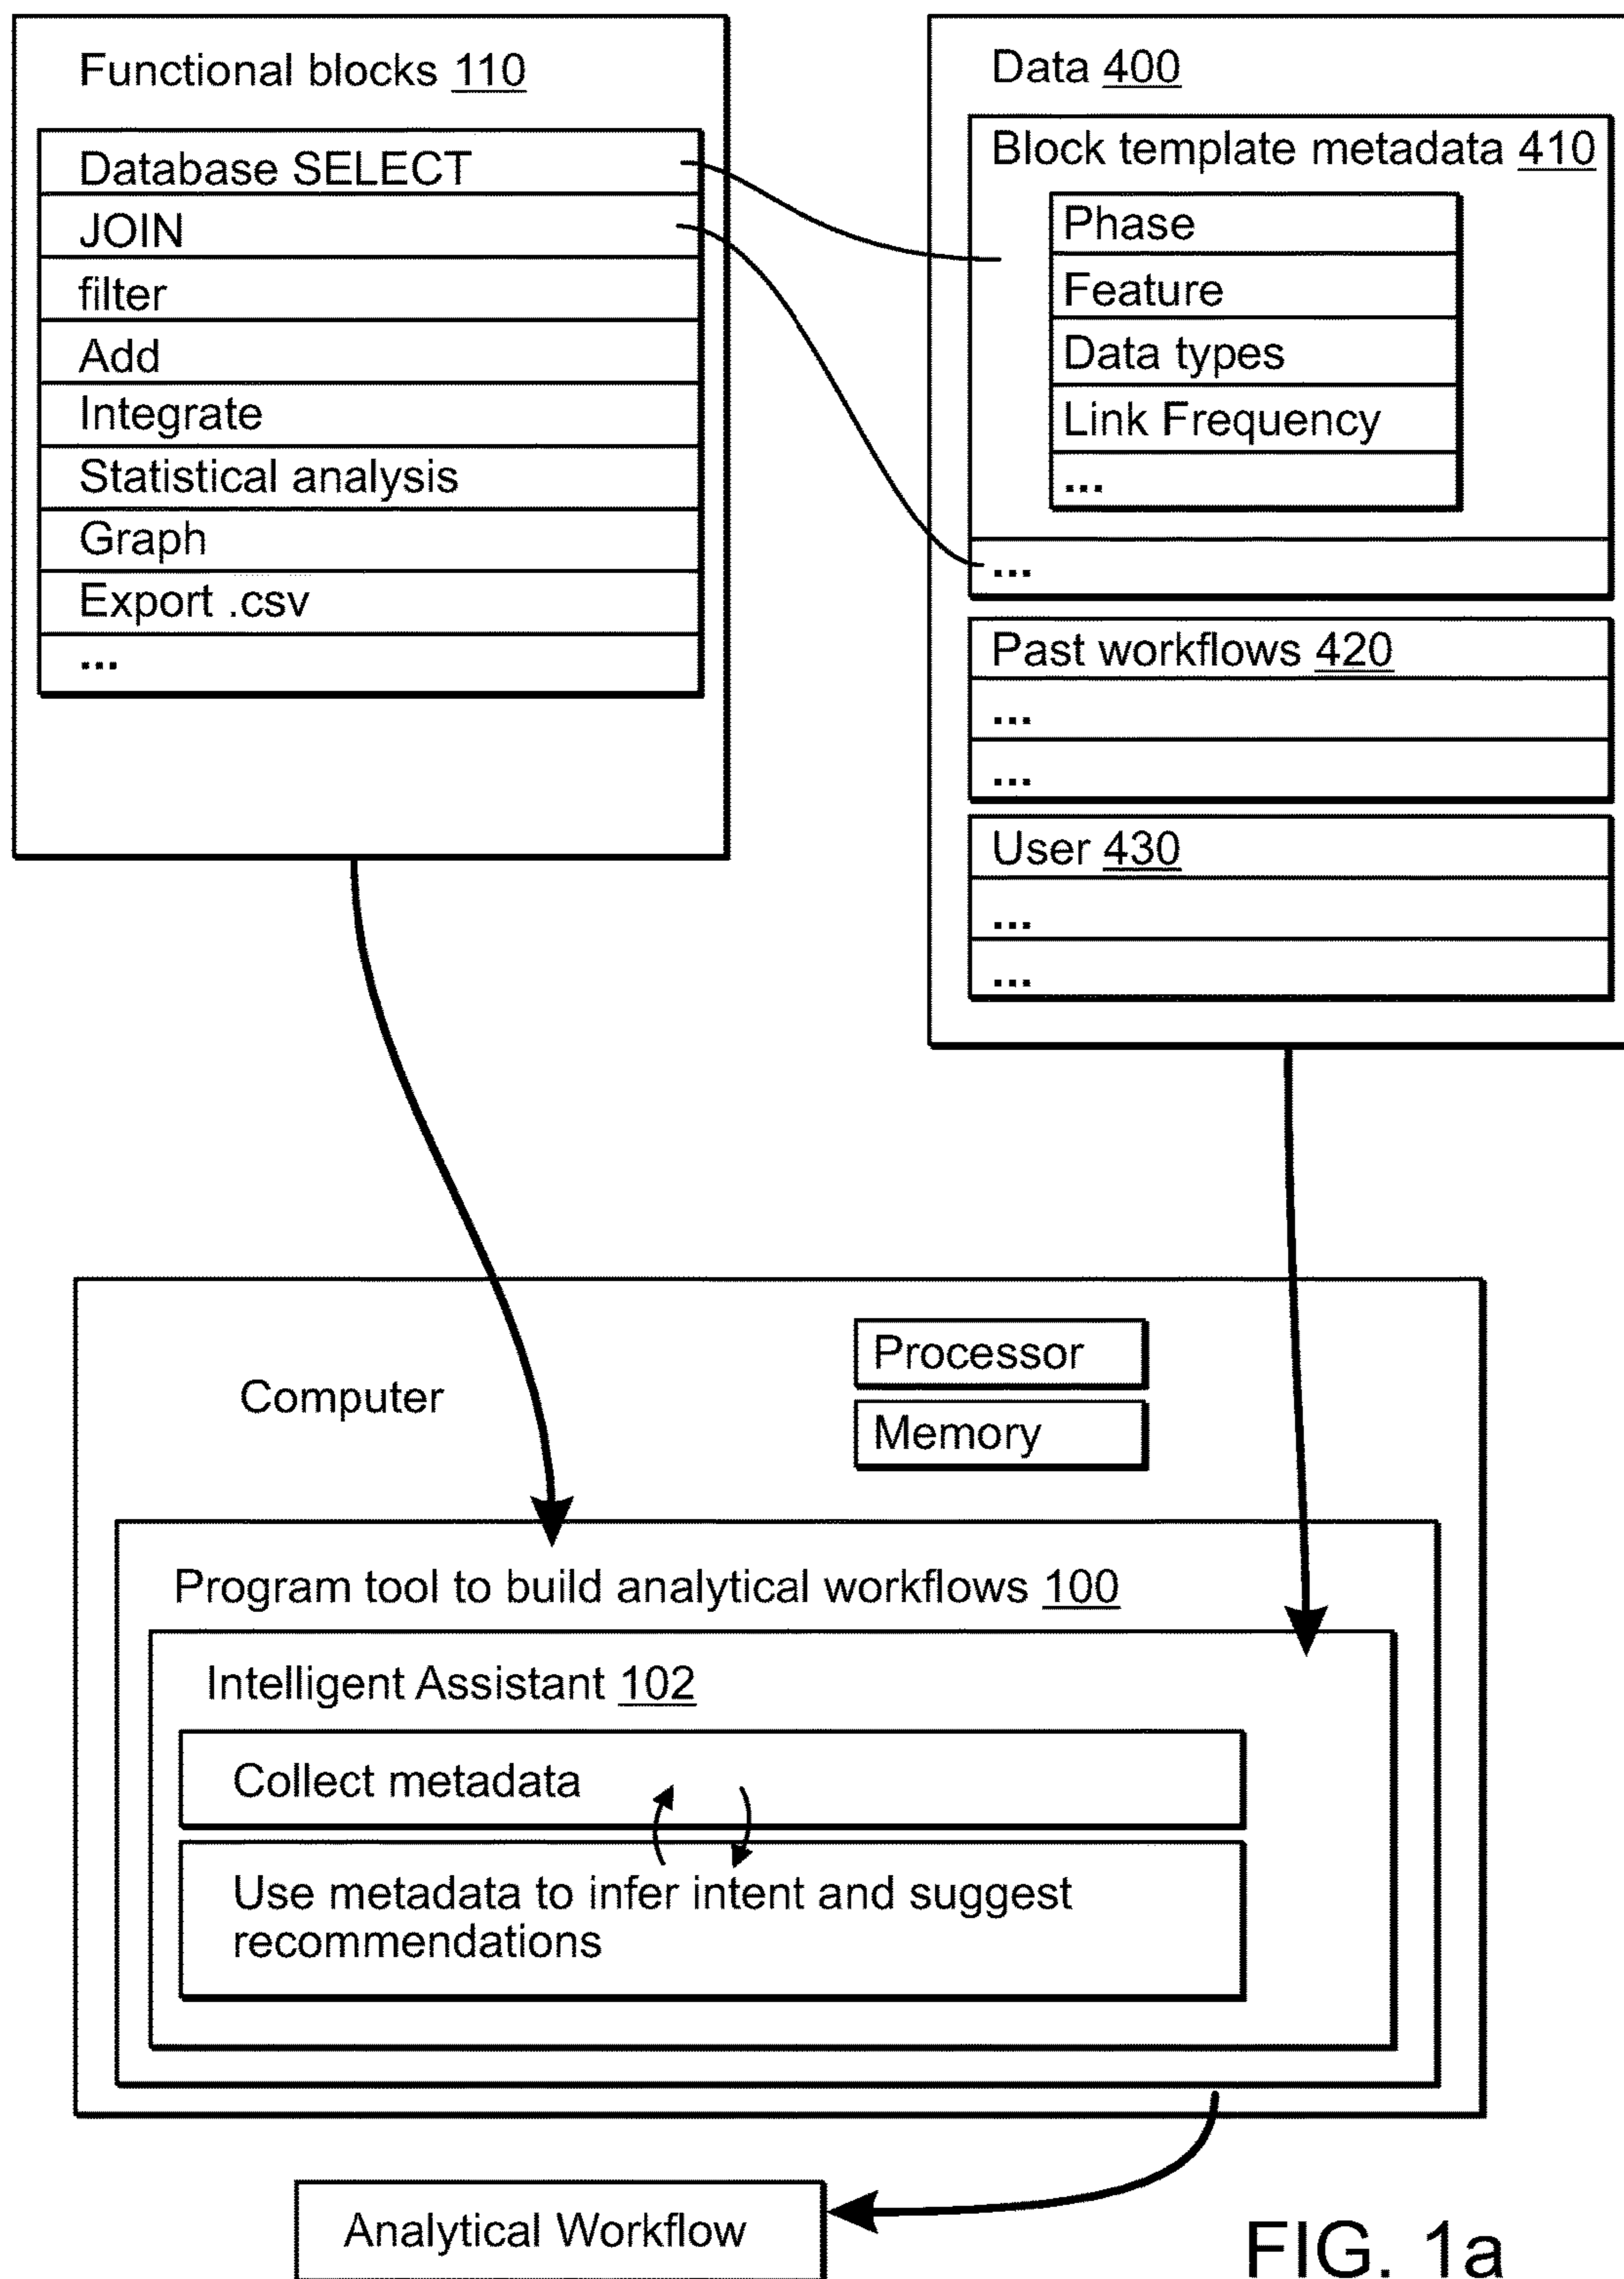 Functional blocks 110
Database SELECT
JOIN
filter
Add
Integrate
Statistical analysis
Graph
Export .csv
...
Data 400
Block template metadata 410
Phase
Feature
Data types
Link Frequency
...
...
Past workflows 420
...
...
User 430
...
...
Computer
Processor
Memory
Program tool to build analytical workflows 100
Intelligent Assistant 102
Collect metadata
Use metadata to infer intent and suggest
recommendations
Analytical Workflow
FIG. 1a